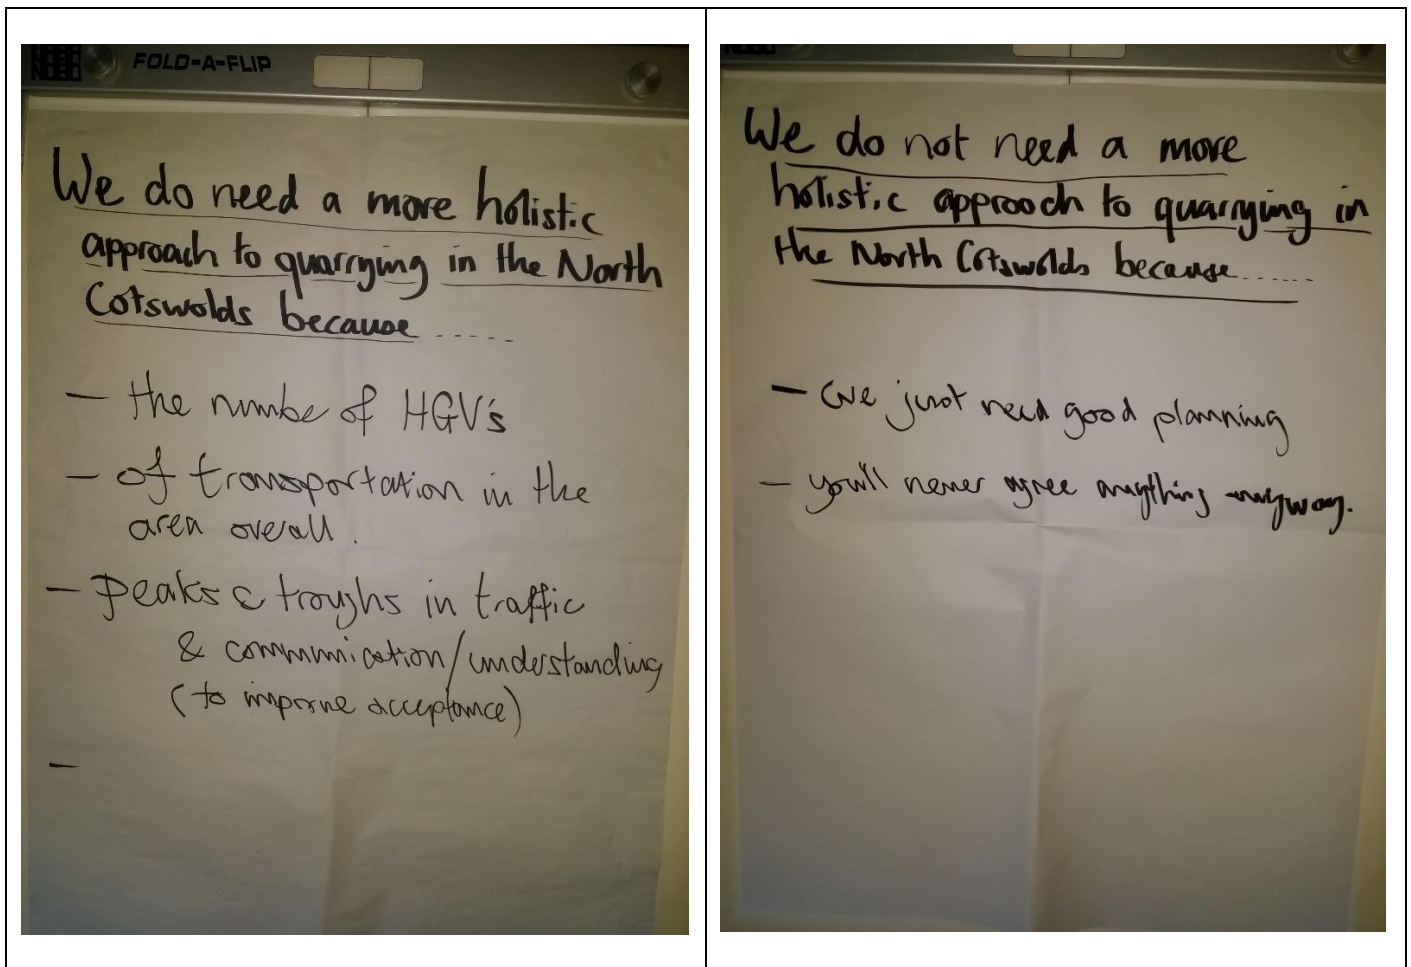 FOLD-A-FLIP
We do need a more holistic
approach to quarrying in the North
Cotswolds because .....
- the number of HGV's
- of transportation in the
area overall.
- Peaks & troughs in traffic
& communication/understanding
(to improve acceptance)
-
We do not need a more
holistic approach to quarrying in
the North Cotswolds because ......
- we just need good planning
- you'll never agree anything anyway.